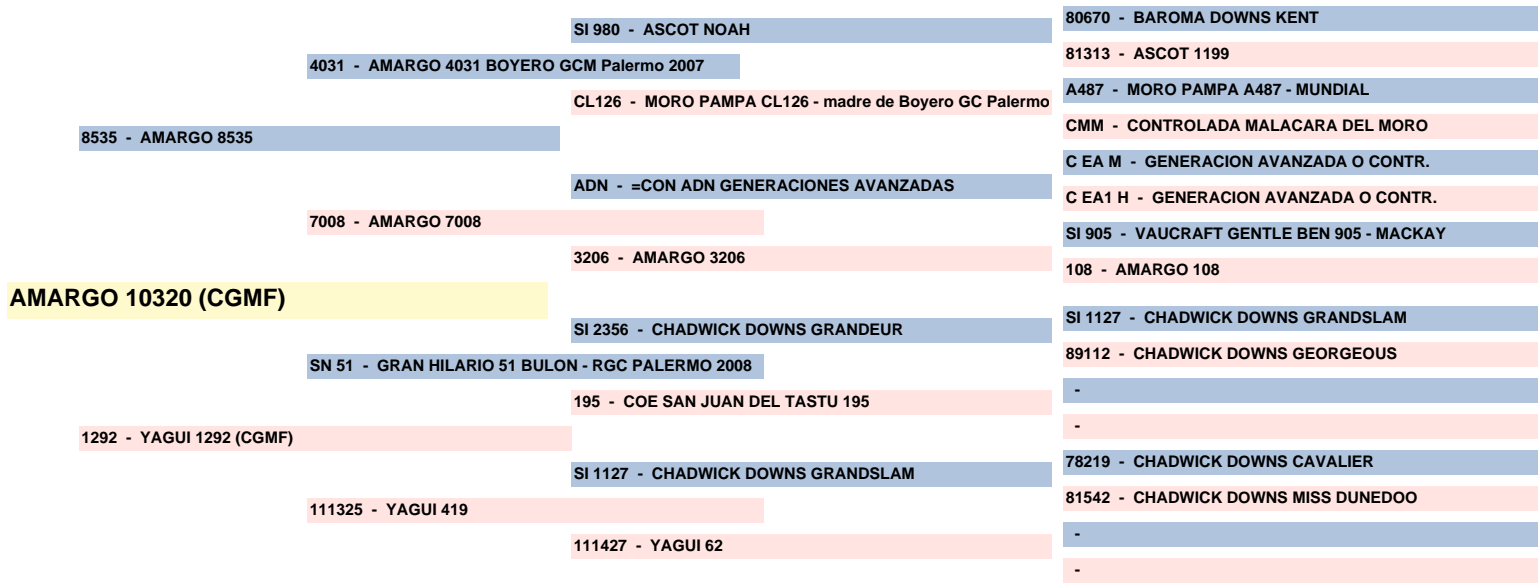 80670 - BAROMA DOWNS KENT
SI 980 - ASCOT NOAH
81313 - ASCOT 1199
4031 - AMARGO 4031 BOYERO GCM Palermo 2007
A487 - MORO PAMPA A487 - MUNDIAL
CL126 - MORO PAMPA CL126 - madre de Boyero GC Palermo
CMM - CONTROLADA MALACARA DEL MORO
8535 - AMARGO 8535
C EA M - GENERACION AVANZADA O CONTR.
ADN - =CON ADN GENERACIONES AVANZADAS
C EA1 H - GENERACION AVANZADA O CONTR.
7008 - AMARGO 7008
SI 905 - VAUCRAFT GENTLE BEN 905 - MACKAY
3206 - AMARGO 3206
108 - AMARGO 108
AMARGO 10320 (CGMF)
SI 1127 - CHADWICK DOWNS GRANDSLAM
SI 2356 - CHADWICK DOWNS GRANDEUR
89112 - CHADWICK DOWNS GEORGEOUS
SN 51 - GRAN HILARIO 51 BULON - RGC PALERMO 2008
-
195 - COE SAN JUAN DEL TASTU 195
-
1292 - YAGUI 1292 (CGMF)
78219 - CHADWICK DOWNS CAVALIER
SI 1127 - CHADWICK DOWNS GRANDSLAM
81542 - CHADWICK DOWNS MISS DUNEDOO
111325 - YAGUI 419
-
111427 - YAGUI 62
-